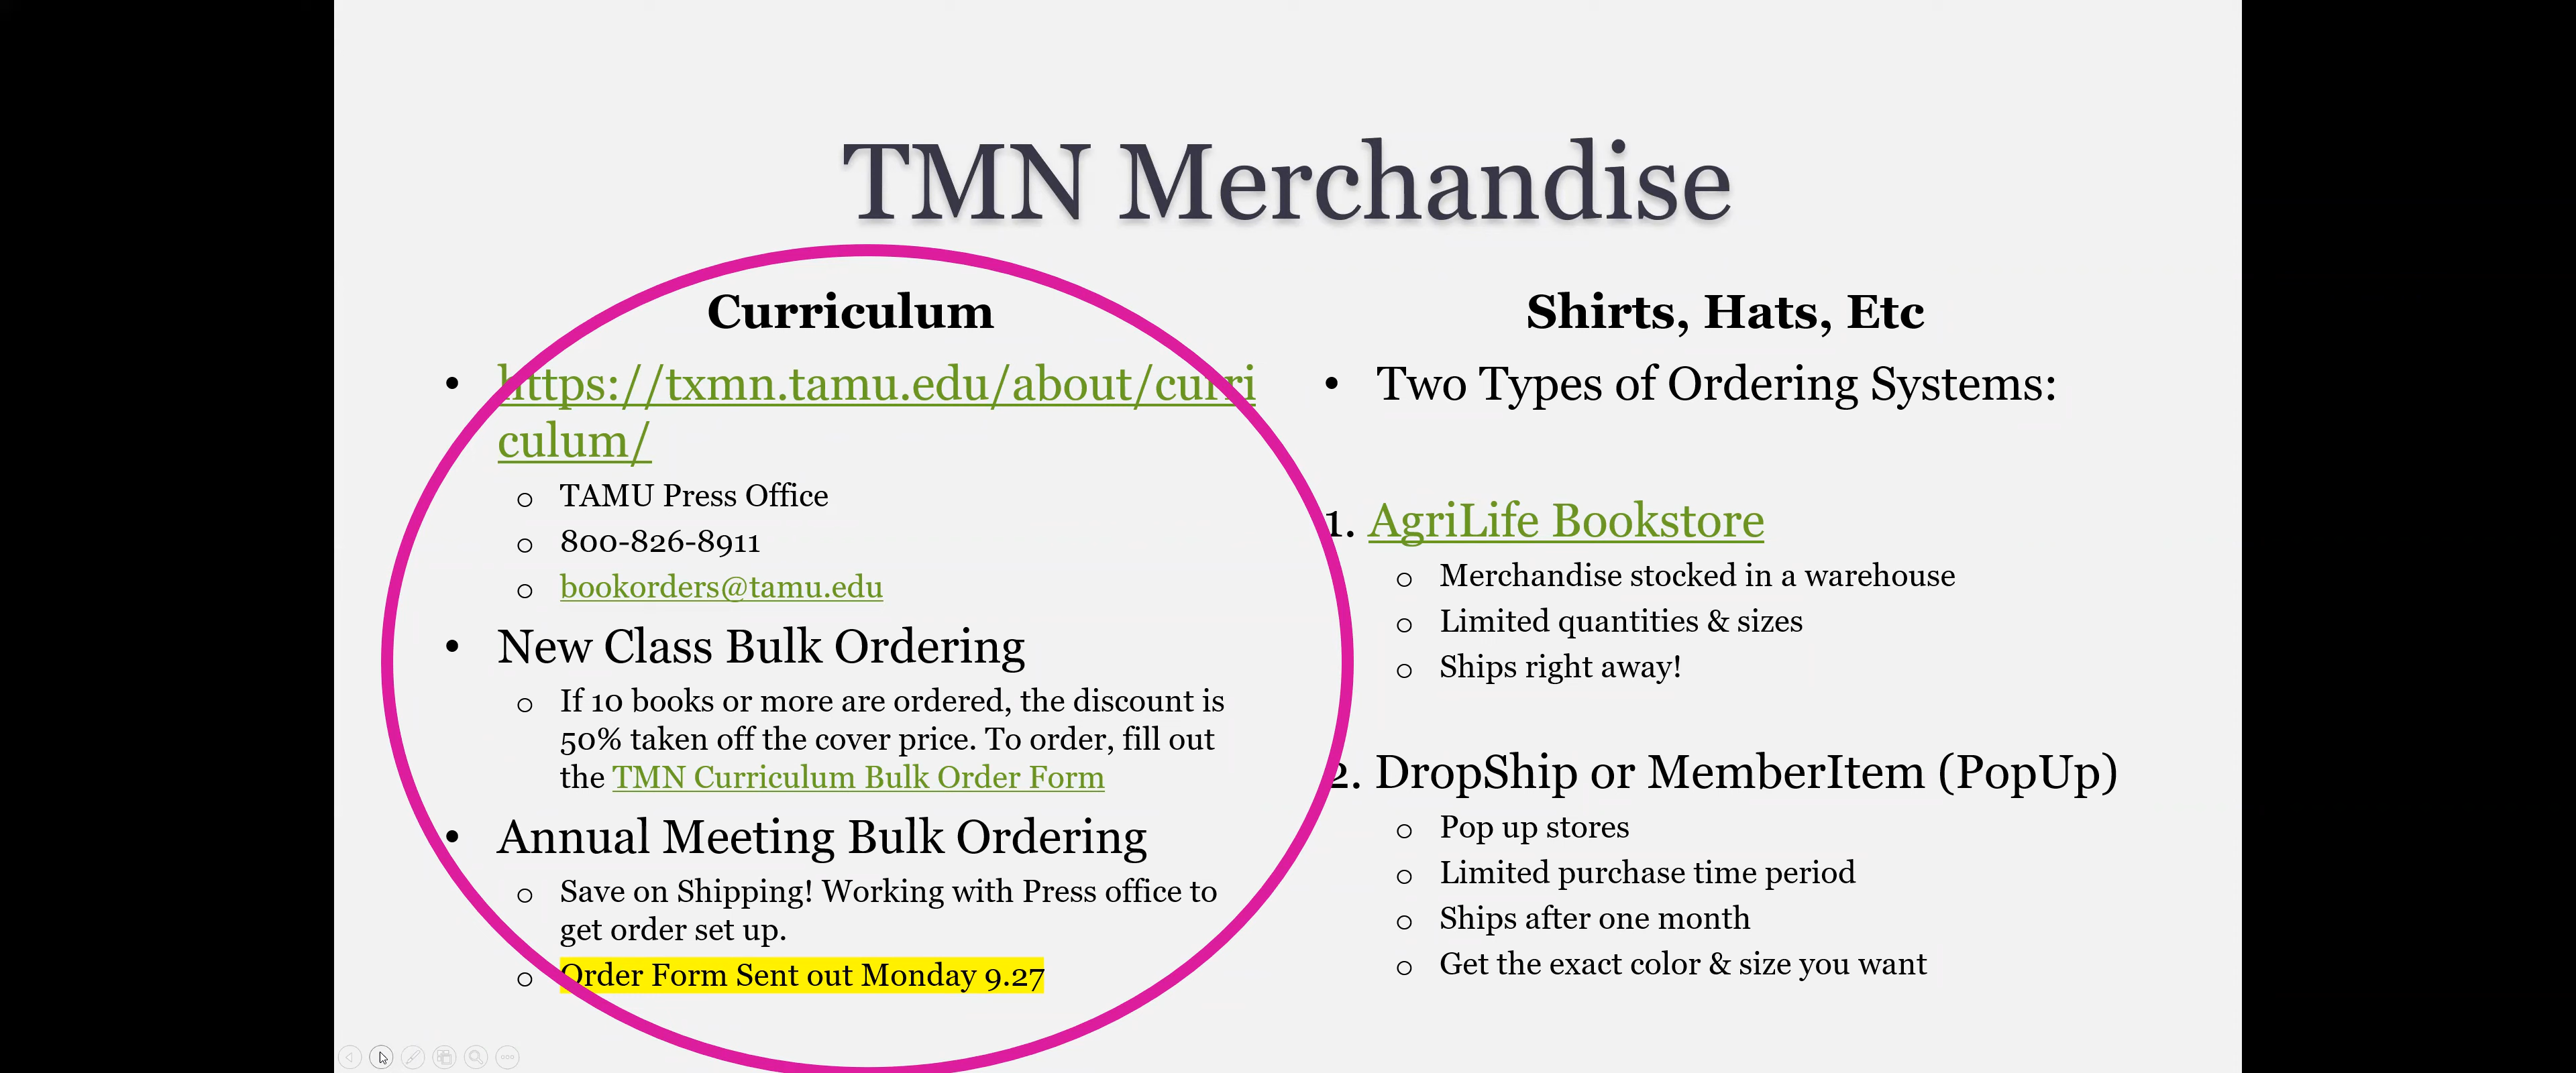 TMN Merchandise
Curriculum
• https://txmn.tamu.edu/about/curri
culum/
o TAMU Press Office
o 800-826-8911
o bookorders@tamu.edu
• New Class Bulk Ordering
o If 10 books or more are ordered, the discount is
50% taken off the cover price. To order, fill out
the TMN Curriculum Bulk Order Form
• Annual Meeting Bulk Ordering
o Save on Shipping! Working with Press office to
get order set up.
o Order Form Sent out Monday 9.27
Shirts, Hats, Etc
• Two Types of Ordering Systems:
1. AgriLife Bookstore
o Merchandise stocked in a warehouse
o Limited quantities & sizes
o Ships right away!
2. DropShip or MemberItem (PopUp)
o Pop up stores
o Limited purchase time period
o Ships after one month
o Get the exact color & size you want